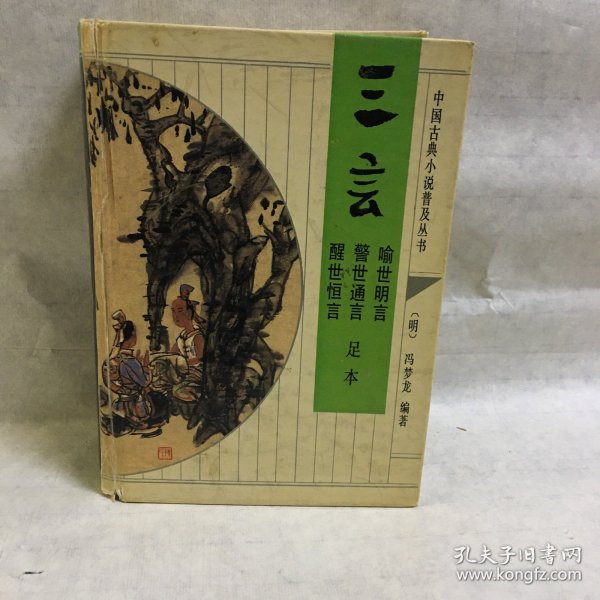 中国古典小说普及丛书
三言
喻世明言
警世通言
醒世恒言
足本
〔明〕冯梦龙 编著
孔夫子旧书网
www.kongfz.com